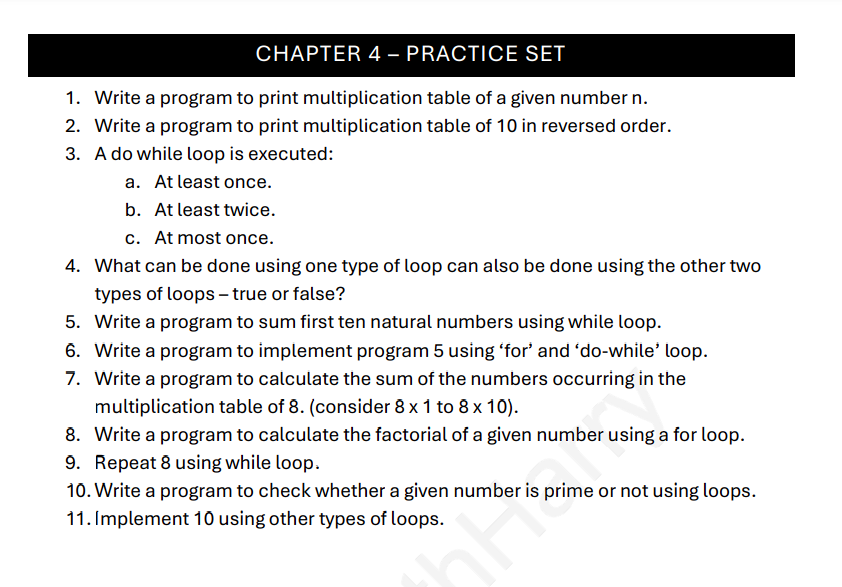 CHAPTER 4 – PRACTICE SET
1. Write a program to print multiplication table of a given number n.
2. Write a program to print multiplication table of 10 in reversed order.
3. A do while loop is executed:
a. At least once.
b. At least twice.
c. At most once.
4. What can be done using one type of loop can also be done using the other two
types of loops – true or false?
5. Write a program to sum first ten natural numbers using while loop.
6. Write a program to implement program 5 using ‘for’ and ‘do-while’ loop.
7. Write a program to calculate the sum of the numbers occurring in the
multiplication table of 8. (consider 8 x 1 to 8 x 10).
8. Write a program to calculate the factorial of a given number using a for loop.
9. Repeat 8 using while loop.
10. Write a program to check whether a given number is prime or not using loops.
11. Implement 10 using other types of loops.
thHarry